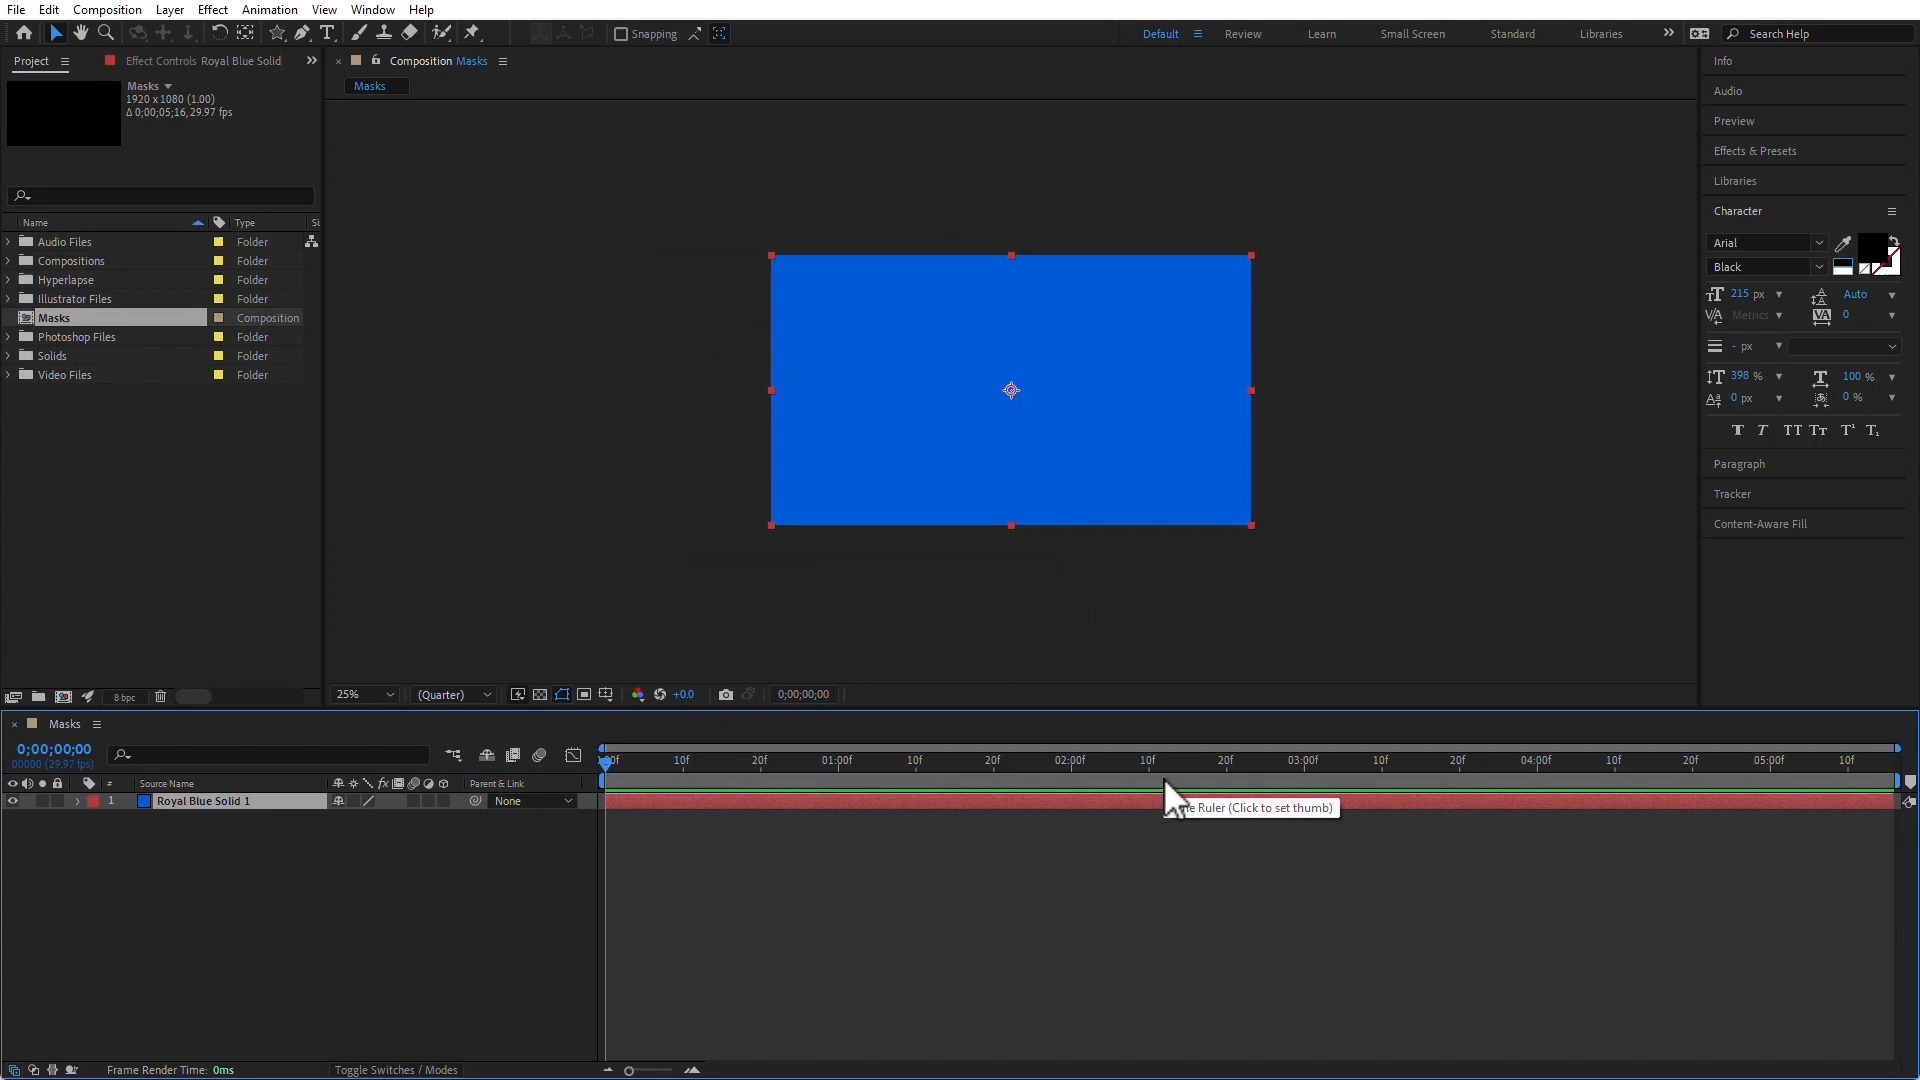 File Edit Composition Layer Effect Animation View Window Help
Snapping
Default Review Learn Small Screen Standard Libraries Search Help
Project Effect Controls Royal Blue Solid
Masks
1920 x 1080 (1.00)
Δ 0;00;05;16, 29.97 fps
Name Type Si
Audio Files Folder
Compositions Folder
Hyperlapse Folder
Illustrator Files Folder
Masks Composition
Photoshop Files Folder
Solids Folder
Video Files Folder
8 bpc
Composition Masks
Masks
25% (Quarter) +0.0 0;00;00;00
Info
Audio
Preview
Effects & Presets
Libraries
Character
Arial
Black
215 px Auto
Metrics 0
- px
398 % 100 %
0 px 0 %
T T TT Tт T¹ T₁
Paragraph
Tracker
Content-Aware Fill
Masks
0;00;00;00
00000 (29.97 fps)
:00f 10f 20f 01:00f 10f 20f 02:00f 10f 20f 03:00f 10f 20f 04:00f 10f 20f 05:00f 10f
# Source Name fx Parent & Link
1 Royal Blue Solid 1 None
Ruler (Click to set thumb)
Frame Render Time: 0ms Toggle Switches / Modes